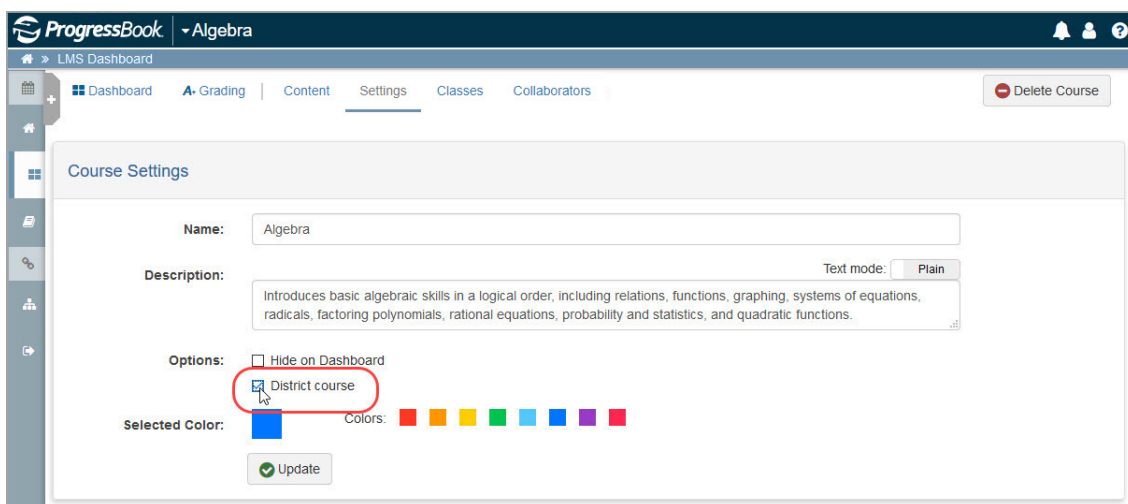 ProgressBook Algebra
» LMS Dashboard
Dashboard A+ Grading Content Settings Classes Collaborators Delete Course
Course Settings
Name: Algebra
Text mode: Plain
Description:
Introduces basic algebraic skills in a logical order, including relations, functions, graphing, systems of equations,
radicals, factoring polynomials, rational equations, probability and statistics, and quadratic functions.
Options: Hide on Dashboard
District course
Selected Color: Colors:
Update